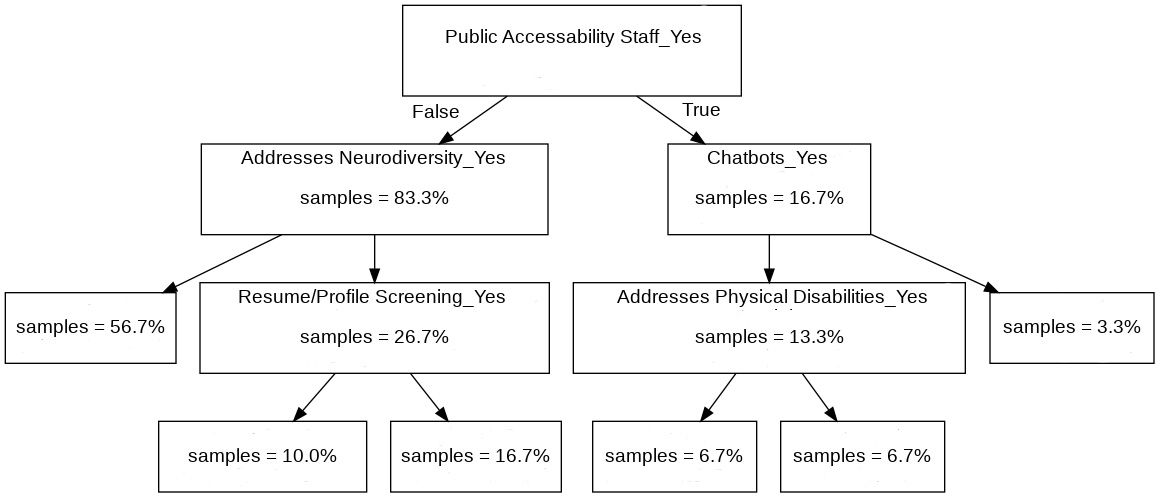 Public Accessability Staff_Yes
False
True
Addresses Neurodiversity_Yes
samples = 83.3%
Chatbots_Yes
samples = 16.7%
samples = 56.7%
Resume/Profile Screening_Yes
samples = 26.7%
Addresses Physical Disabilities_Yes
samples = 13.3%
samples = 3.3%
samples = 10.0%
samples = 16.7%
samples = 6.7%
samples = 6.7%